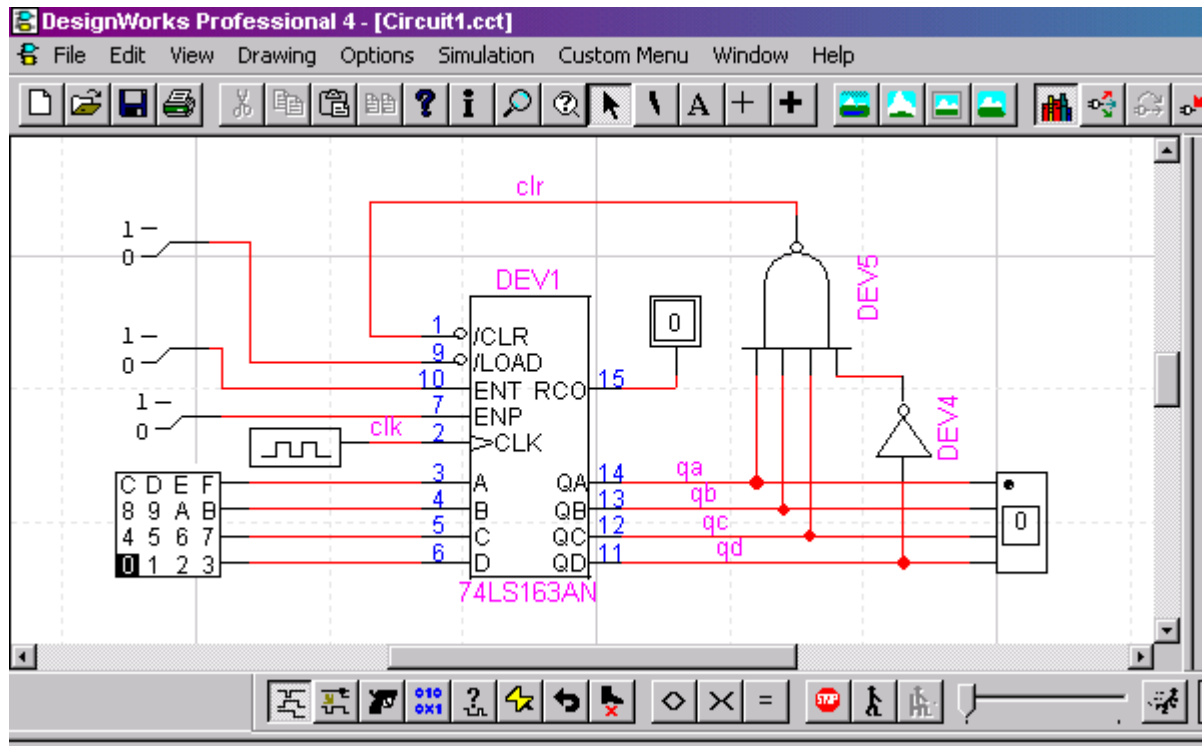 DesignWorks Professional 4 - [Circuit1.cct]
File Edit View Drawing Options Simulation Custom Menu Window Help
? i A
clr
1
0
DEV1
DEV5
0
1
0
1 /CLR
9 /LOAD
10 ENT RCO 15
1
0
7 ENP
clk 2 CLK
DEV4
C D E F
8 9 A B
4 5 6 7
0 1 2 3
3 A QA 14 qa
4 B QB 13 qb
5 C QC 12 qc
6 D QD 11 qd
0
74LS163AN
010
0X1
?
=
STOP